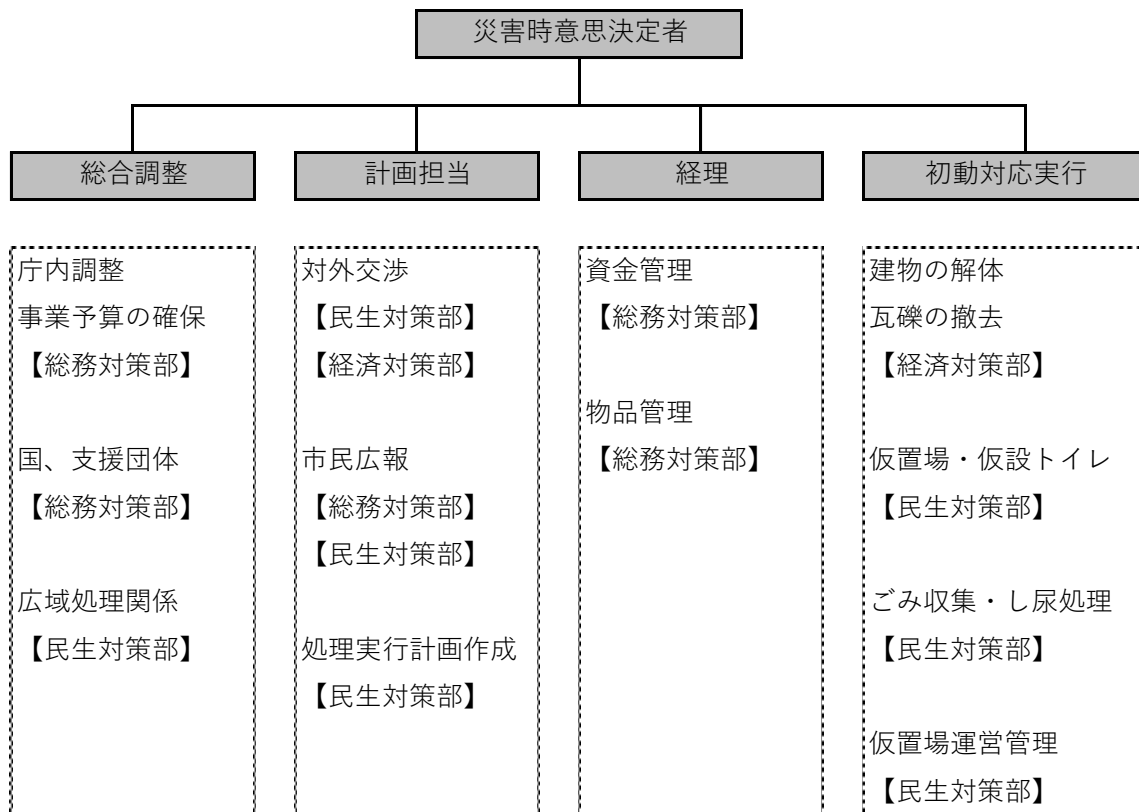 災害時意思決定者
総合調整
計画担当
経理
初動対応実行
庁内調整
事業予算の確保
【総務対策部】
国、支援団体
【総務対策部】
広域処理関係
【民生対策部】
対外交渉
【民生対策部】
【経済対策部】
市民広報
【総務対策部】
【民生対策部】
処理実行計画作成
【民生対策部】
資金管理
【総務対策部】
物品管理
【総務対策部】
建物の解体
瓦礫の撤去
【経済対策部】
仮置場・仮設トイレ
【民生対策部】
ごみ収集・し尿処理
【民生対策部】
仮置場運営管理
【民生対策部】